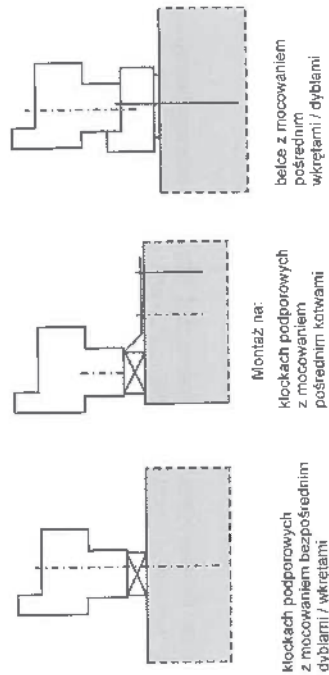 Montaż na:
klockach podporowych
z mocowaniem bezpośrednim
dyblami / wkrętami
klockach podporowych
z mocowaniem
pośrednim kotwami
belce z mocowaniem
pośrednim
wkrętami / dyblami